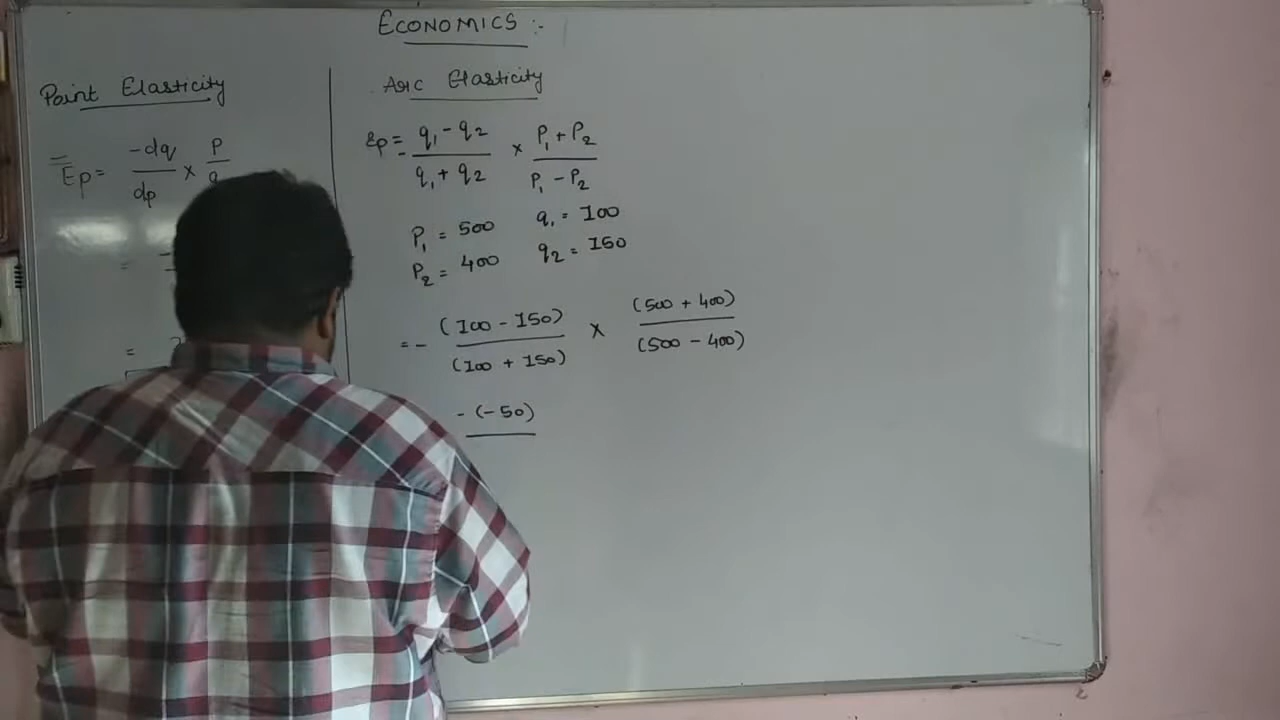 ECONOMICS :-
Point Elasticity
Ep = -dq/dp × P/q
=
=
Arc Elasticity
Ep = - q₁ - q₂ / q₁ + q₂ × P₁ + P₂ / P₁ - P₂
P₁ = 500 q₁ = 100
P₂ = 400 q₂ = 150
= - (100 - 150) / (100 + 150) × (500 + 400) / (500 - 400)
- (-50)